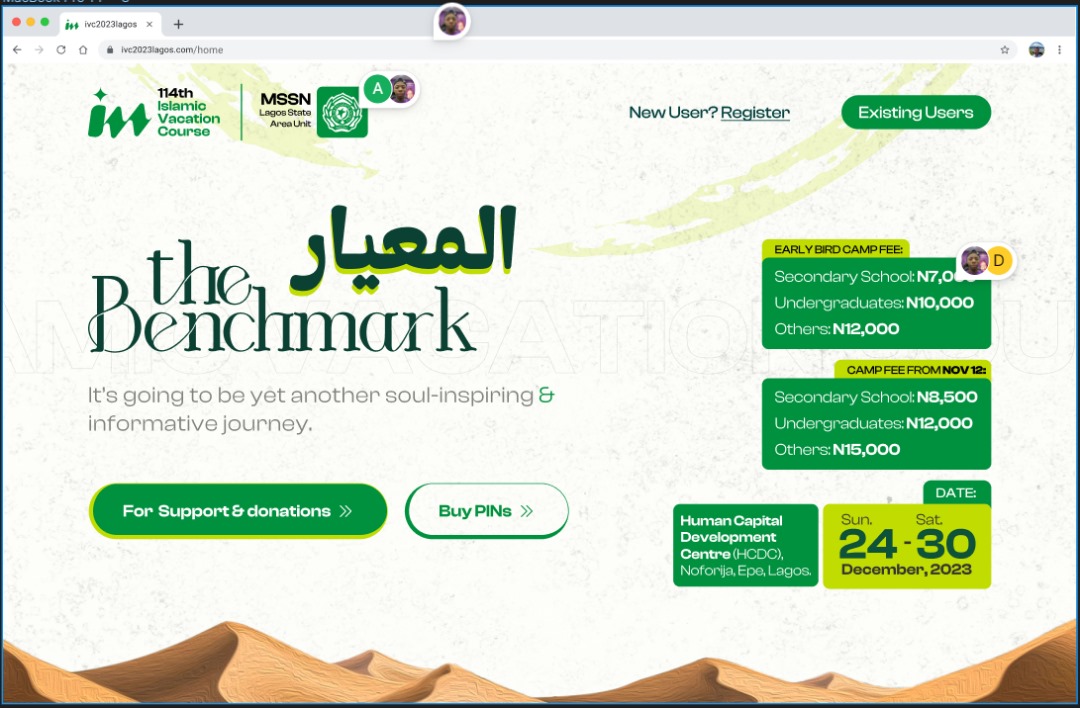 ivc2023lagos
ivc2023lagos.com/home
114th
Islamic
Vacation
Course
MSSN
Lagos State
Area Unit
A
New User? Register
Existing Users
المعيار
the
Benchmark
It's going to be yet another soul-inspiring &
informative journey.
For Support & donations
Buy PINs
EARLY BIRD CAMP FEE:
D
Secondary School: N7,0
Undergraduates: N10,000
Others: N12,000
CAMP FEE FROM NOV 12:
Secondary School: N8,500
Undergraduates: N12,000
Others: N15,000
DATE:
Human Capital
Development
Centre (HCDC),
Noforija, Epe, Lagos.
Sun. Sat.
24 - 30
December, 2023
VACATION